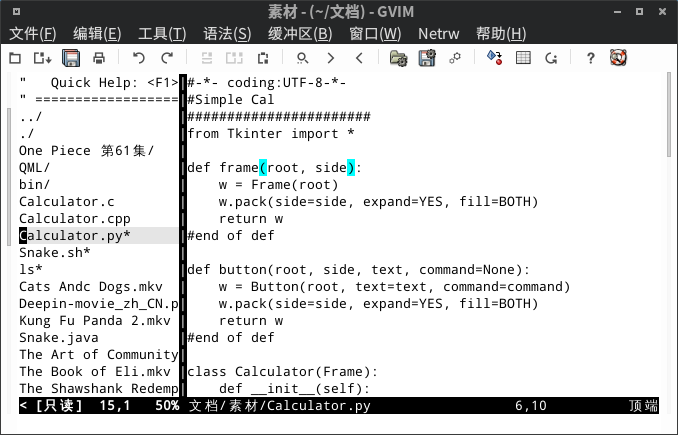 素材 - (~/文档) - GVIM
文件(F) 编辑(E) 工具(T) 语法(S) 缓冲区(B) 窗口(W) Netrw 帮助(H)
"   Quick Help: <F1>
" ==================
../
./
One Piece 第61集/
QML/
bin/
Calculator.c
Calculator.cpp
Calculator.py*
Snake.sh*
ls*
Cats Andc Dogs.mkv
Deepin-movie_zh_CN.p
Kung Fu Panda 2.mkv
Snake.java
The Art of Community
The Book of Eli.mkv
The Shawshank Redemp
< [只读]  15,1   50%
#-*- coding:UTF-8-*-
#Simple Cal
#######################
from Tkinter import *
def frame(root, side):
    w = Frame(root)
    w.pack(side=side, expand=YES, fill=BOTH)
    return w
#end of def
def button(root, side, text, command=None):
    w = Button(root, text=text, command=command)
    w.pack(side=side, expand=YES, fill=BOTH)
    return w
#end of def
class Calculator(Frame):
    def __init__(self):
文档/素材/Calculator.py 6,10 顶端